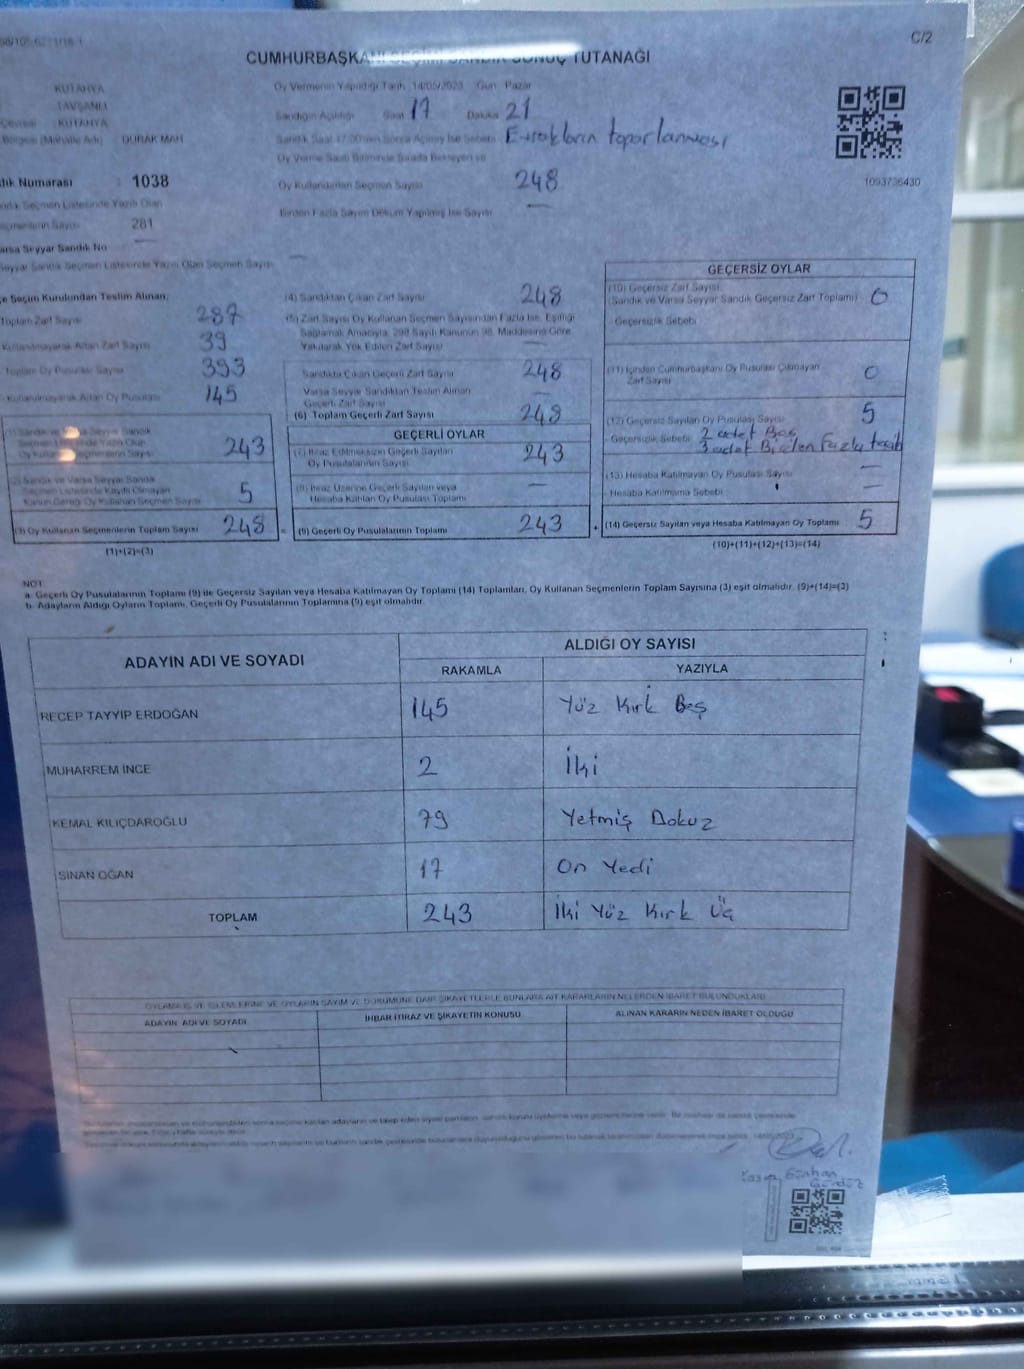 C/2
CUMHURBAŞKANI SEÇİMİ SANDIK SONUÇ TUTANAĞI
KÜTAHYA
TAVŞANLI
Çevresi : KÜTAHYA
Bölgesi (Mahalle Adı) : DURAK MAH.
Numarası : 1038
Seçmen Listesinde Yazılı Olan
Seçmenlerin Sayısı : 281
Varsa Seyyar Sandık No —
Seyyar Sandık Seçmen Listesinde Yazılı Olan Seçmen Sayısı —
Oy Vermenin Yapıldığı Tarih 14/05/2023 Gün Pazar
Sandığın Açıldığı Saat 17 Dakika 21
Sandık Saat 17:00'den Sonra Açılmış İse Sebebi Evrakların toparlanması
Oy Verme Saati Bitiminde Sırada Bekleyen ve
Oy Kullandırılan Seçmen Sayısı 248
Birden Fazla Sayım Döküm Yapılmış İse Sayısı —
1093736430
Seçim Kurulundan Teslim Alınan:
Toplam Zarf Sayısı 287
Kullanılmayarak Artan Zarf Sayısı 39
Toplam Oy Pusulası Sayısı 393
Kullanılmayarak Artan Oy Pusulası 145
(1) Sandık ve Varsa Seyyar Sandık
Seçmen Listesinde Yazılı Olup
Oy Kullanan Seçmenlerin Sayısı 243
(2) Sandık ve Varsa Seyyar Sandık
Seçmen Listesinde Kaydı Olmayan
Kanun Gereği Oy Kullanan Seçmen Sayısı 5
(3) Oy Kullanan Seçmenlerin Toplam Sayısı 248
(1)+(2)=(3)
(4) Sandıktan Çıkan Zarf Sayısı 248
(5) Zarf Sayısı Oy Kullanan Seçmen Sayısından Fazla İse, Eşitliği
Sağlamak Amacıyla, 298 Sayılı Kanunun 98. Maddesine Göre
Yakılarak Yok Edilen Zarf Sayısı —
Sandıkta Çıkan Geçerli Zarf Sayısı 248
Varsa Seyyar Sandıktan Teslim Alınan
Geçerli Zarf Sayısı —
(6) Toplam Geçerli Zarf Sayısı 248
GEÇERLİ OYLAR
(7) İtiraz Edilmeksizin Geçerli Sayılan
Oy Pusulalarının Sayısı 243
(8) İtiraz Üzerine Geçerli Sayılan veya
Hesaba Katılan Oy Pusulası Toplamı —
= (9) Geçerli Oy Pusulalarının Toplamı 243
GEÇERSİZ OYLAR
(10) Geçersiz Zarf Sayısı
(Sandık ve Varsa Seyyar Sandık Geçersiz Zarf Toplamı) 0
Geçersizlik Sebebi
(11) İçinden Cumhurbaşkanı Oy Pusulası Çıkmayan
Zarf Sayısı 0
(12) Geçersiz Sayılan Oy Pusulası Sayısı 5
Geçersizlik Sebebi 2 adet Boş
3 adet Birden Fazla tercih
(13) Hesaba Katılmayan Oy Pusulası Sayısı —
Hesaba Katılmama Sebebi —
+ (14) Geçersiz Sayılan veya Hesaba Katılmayan Oy Toplamı 5
(10)+(11)+(12)+(13)=(14)
NOT:
a. Geçerli Oy Pusulalarının Toplamı (9) ile Geçersiz Sayılan veya Hesaba Katılmayan Oy Toplamı (14) Toplamları, Oy Kullanan Seçmenlerin Toplam Sayısına (3) eşit olmalıdır. (9)+(14)=(3)
b. Adayların Aldığı Oyların Toplamı, Geçerli Oy Pusulalarının Toplamına (9) eşit olmalıdır.
ADAYIN ADI VE SOYADI
ALDIĞI OY SAYISI
RAKAMLA YAZIYLA
RECEP TAYYİP ERDOĞAN 145 Yüz Kırk Beş
MUHARREM İNCE 2 İki
KEMAL KILIÇDAROĞLU 79 Yetmiş Dokuz
SİNAN OĞAN 17 On Yedi
TOPLAM 243 İki Yüz Kırk Üç
OYLAMA İŞ VE İŞLEMLERİNE VE OYLARIN SAYIM VE DÖKÜMÜNE DAİR ŞİKAYETLERLE BUNLARA AİT KARARLARIN NELERDEN İBARET BULUNDUKLARI
ADAYIN ADI VE SOYADI İHBAR İTİRAZ VE ŞİKAYETİN KONUSU ALINAN KARARIN NEDEN İBARET OLDUĞU